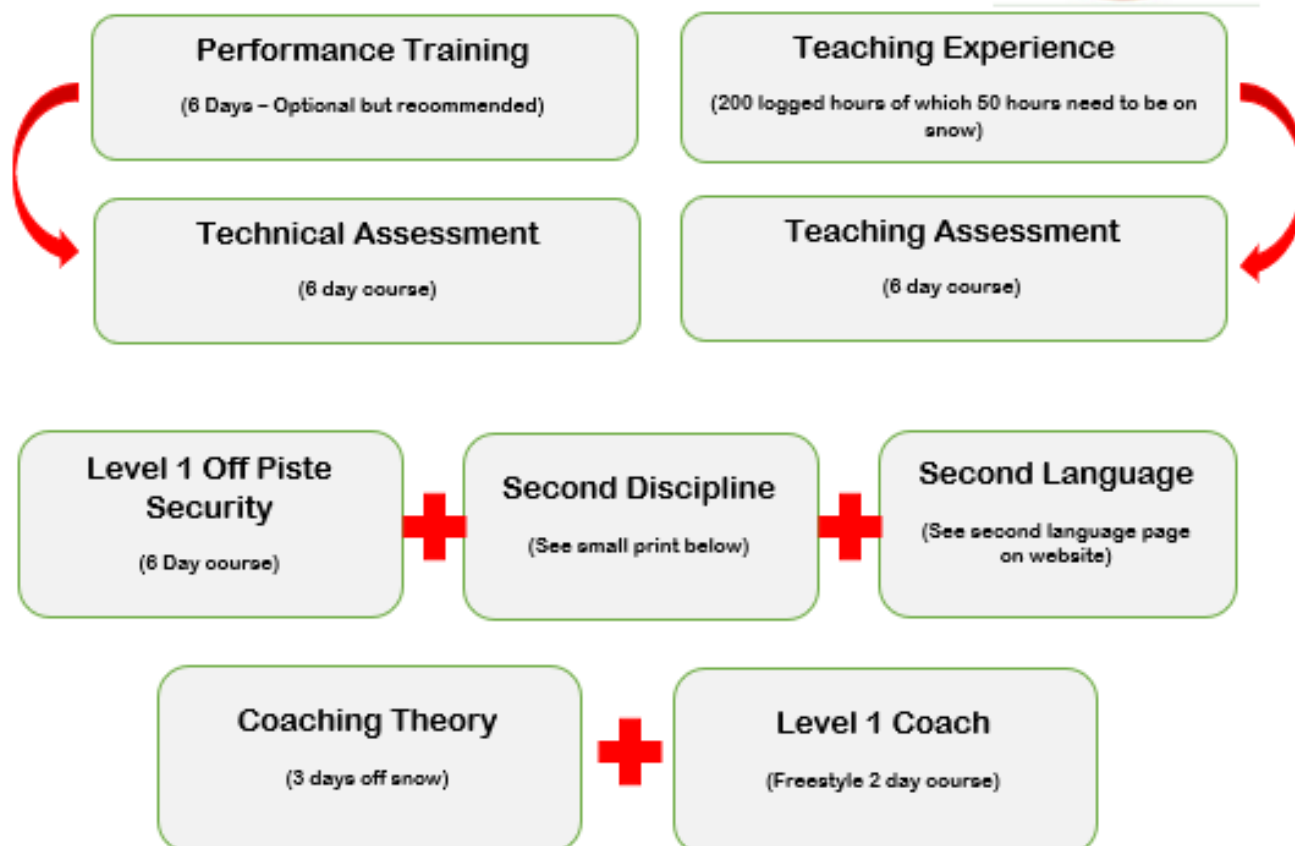 Performance Training
(6 Days – Optional but recommended)
Teaching Experience
(200 logged hours of which 50 hours need to be on
snow)
Technical Assessment
(6 day course)
Teaching Assessment
(6 day course)
Level 1 Off Piste
Security
(6 Day course)
Second Discipline
(See small print below)
Second Language
(See second language page
on website)
Coaching Theory
(3 days off snow)
Level 1 Coach
(Freestyle 2 day course)